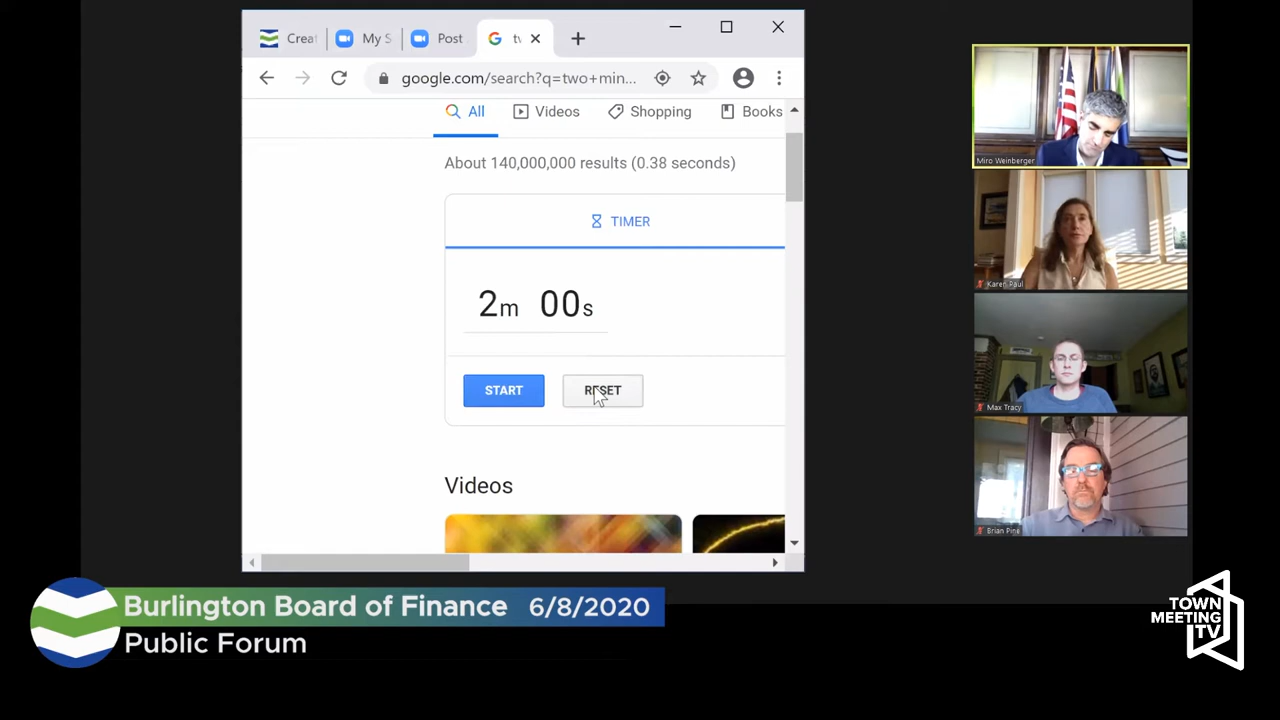 Crea
My S
Post
tv
google.com/search?q=two+min...
All
Videos
Shopping
Books
About 140,000,000 results (0.38 seconds)
TIMER
2m 00s
START
RESET
Videos
Miro Weinberger
Karen Paul
Max Tracy
Brian Pine
Burlington Board of Finance 6/8/2020
Public Forum
TOWN
MEETING
TV